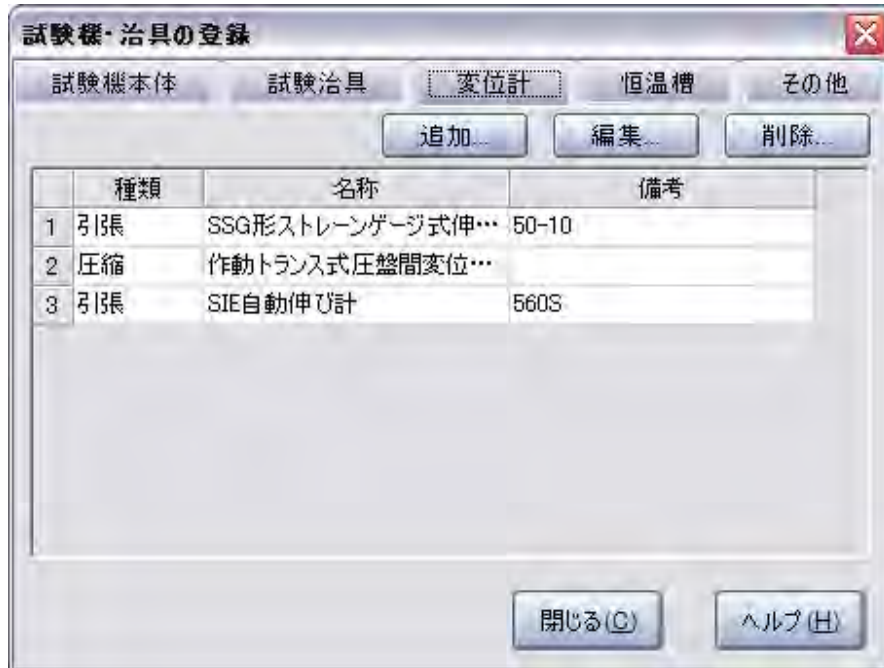 試験機・治具の登録
試験機本体 試験治具 変位計 恒温槽 その他
追加... 編集... 削除...
種類 名称 備考
1 引張 SSG形ストレーンゲージ式伸… 50-10
2 圧縮 作動トランス式圧盤間変位…
3 引張 SIE自動伸び計 560S
閉じる(C) ヘルプ(H)